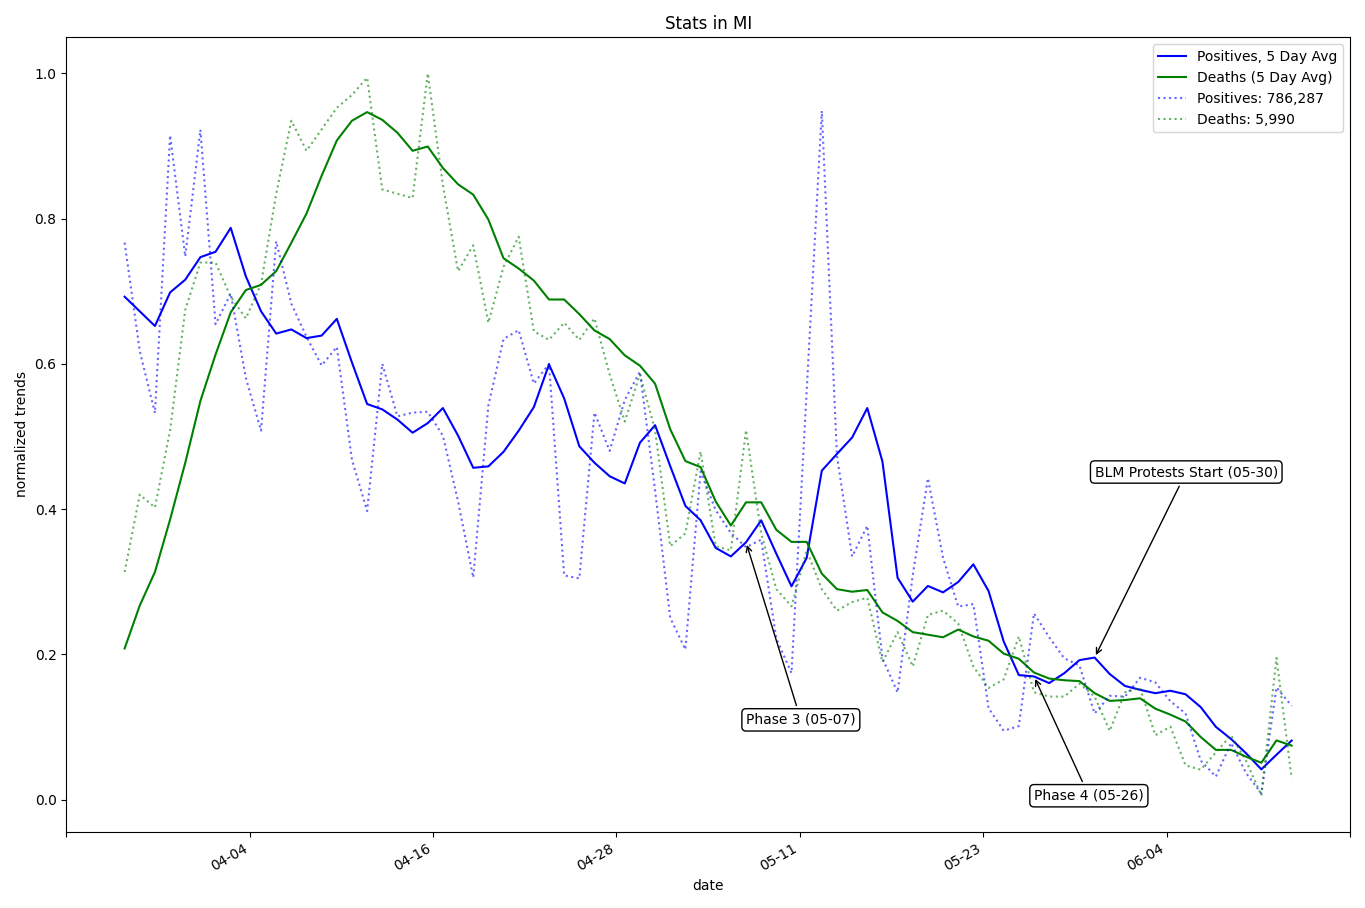 Stats in MI
Positives, 5 Day Avg
Deaths (5 Day Avg)
Positives: 786,287
Deaths: 5,990
normalized trends
1.0
0.8
0.6
0.4
0.2
0.0
BLM Protests Start (05-30)
Phase 3 (05-07)
Phase 4 (05-26)
04-04
04-16
04-28
05-11
05-23
06-04
date